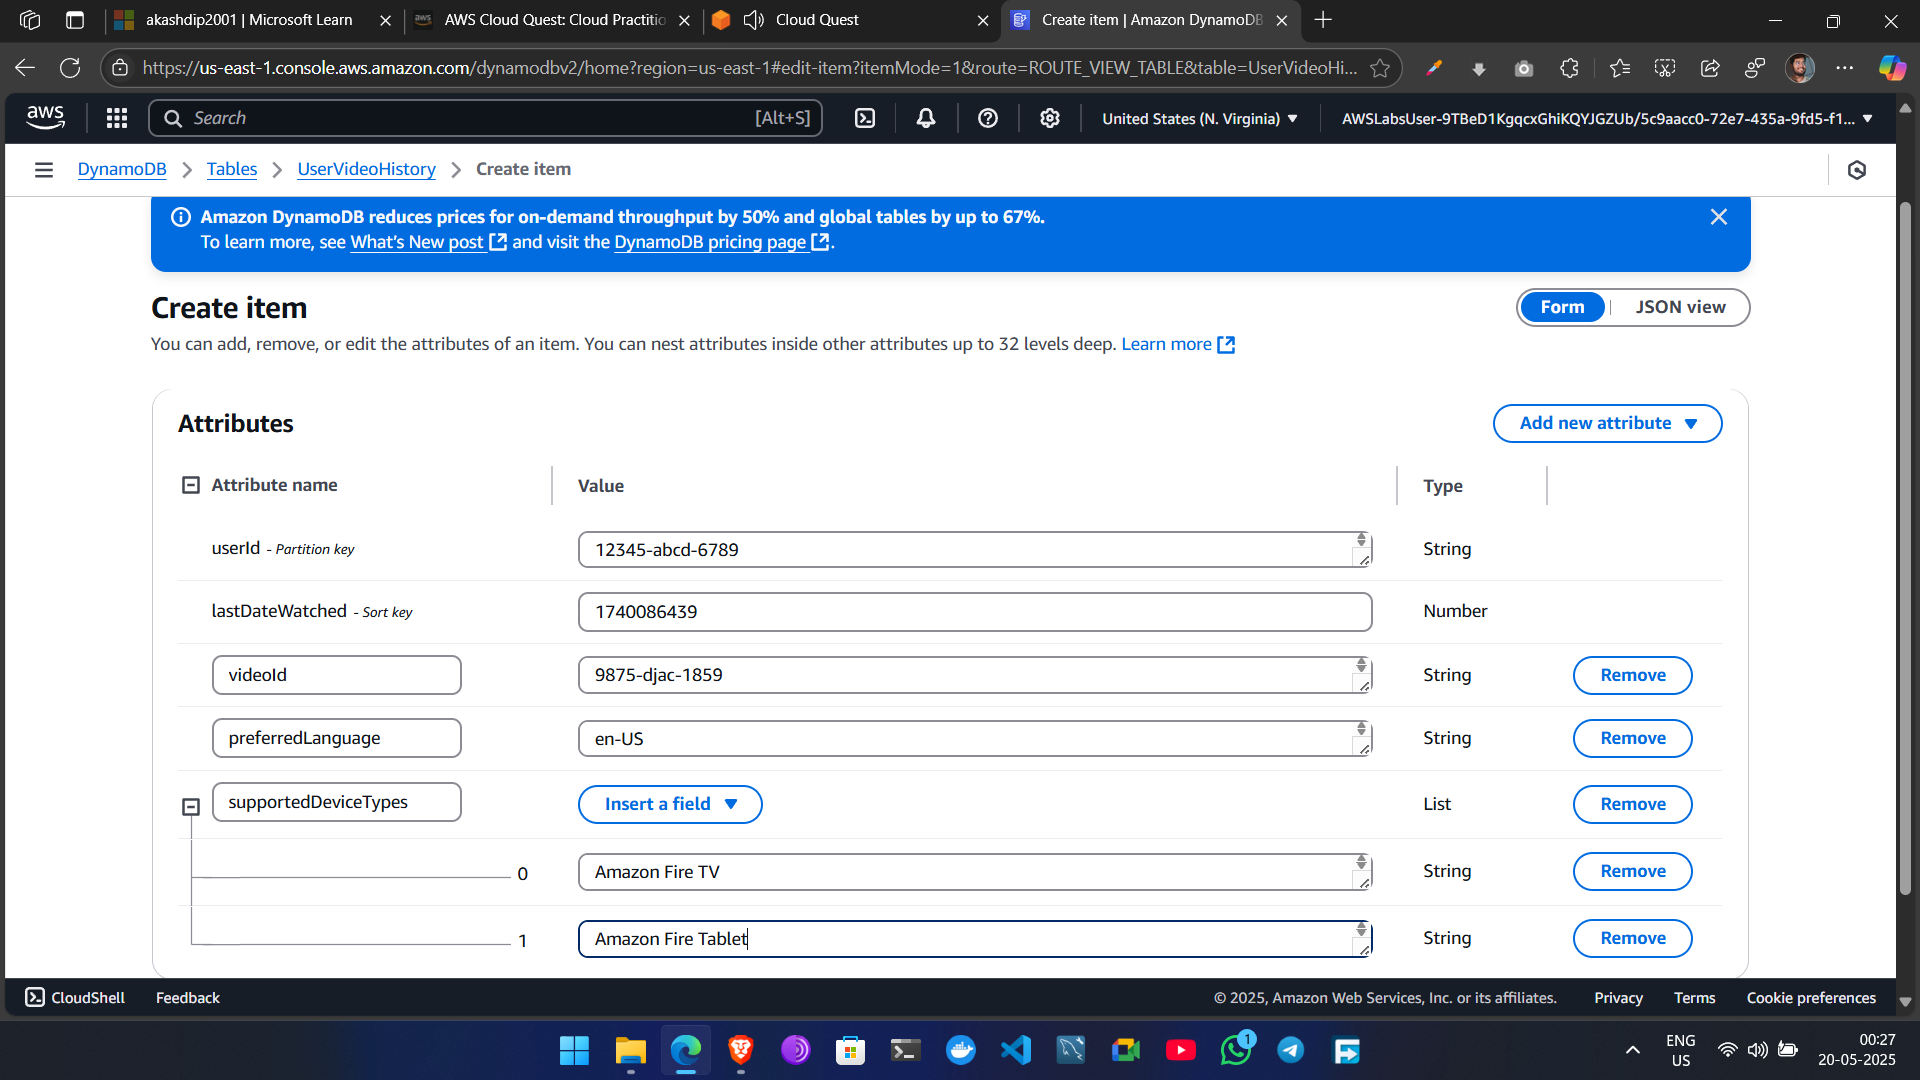 akashdip2001 | Microsoft Learn
AWS Cloud Quest: Cloud Practitio
Cloud Quest
Create item | Amazon DynamoDB
https://us-east-1.console.aws.amazon.com/dynamodbv2/home?region=us-east-1#edit-item?itemMode=1&route=ROUTE_VIEW_TABLE&table=UserVideoHi...
aws
Search
[Alt+S]
United States (N. Virginia)
AWSLabsUser-9TBeD1KgqcxGhiKQYJGZUb/5c9aacc0-72e7-435a-9fd5-f1...
DynamoDB
Tables
UserVideoHistory
Create item
Amazon DynamoDB reduces prices for on-demand throughput by 50% and global tables by up to 67%.
To learn more, see What's New post and visit the DynamoDB pricing page.
Create item
Form
JSON view
You can add, remove, or edit the attributes of an item. You can nest attributes inside other attributes up to 32 levels deep. Learn more
Attributes
Add new attribute
Attribute name
Value
Type
userId - Partition key
12345-abcd-6789
String
lastDateWatched - Sort key
1740086439
Number
videoId
9875-djac-1859
String
Remove
preferredLanguage
en-US
String
Remove
supportedDeviceTypes
Insert a field
List
Remove
0
Amazon Fire TV
String
Remove
1
Amazon Fire Tablet
String
Remove
CloudShell
Feedback
© 2025, Amazon Web Services, Inc. or its affiliates.
Privacy
Terms
Cookie preferences
1
ENG
US
00:27
20-05-2025